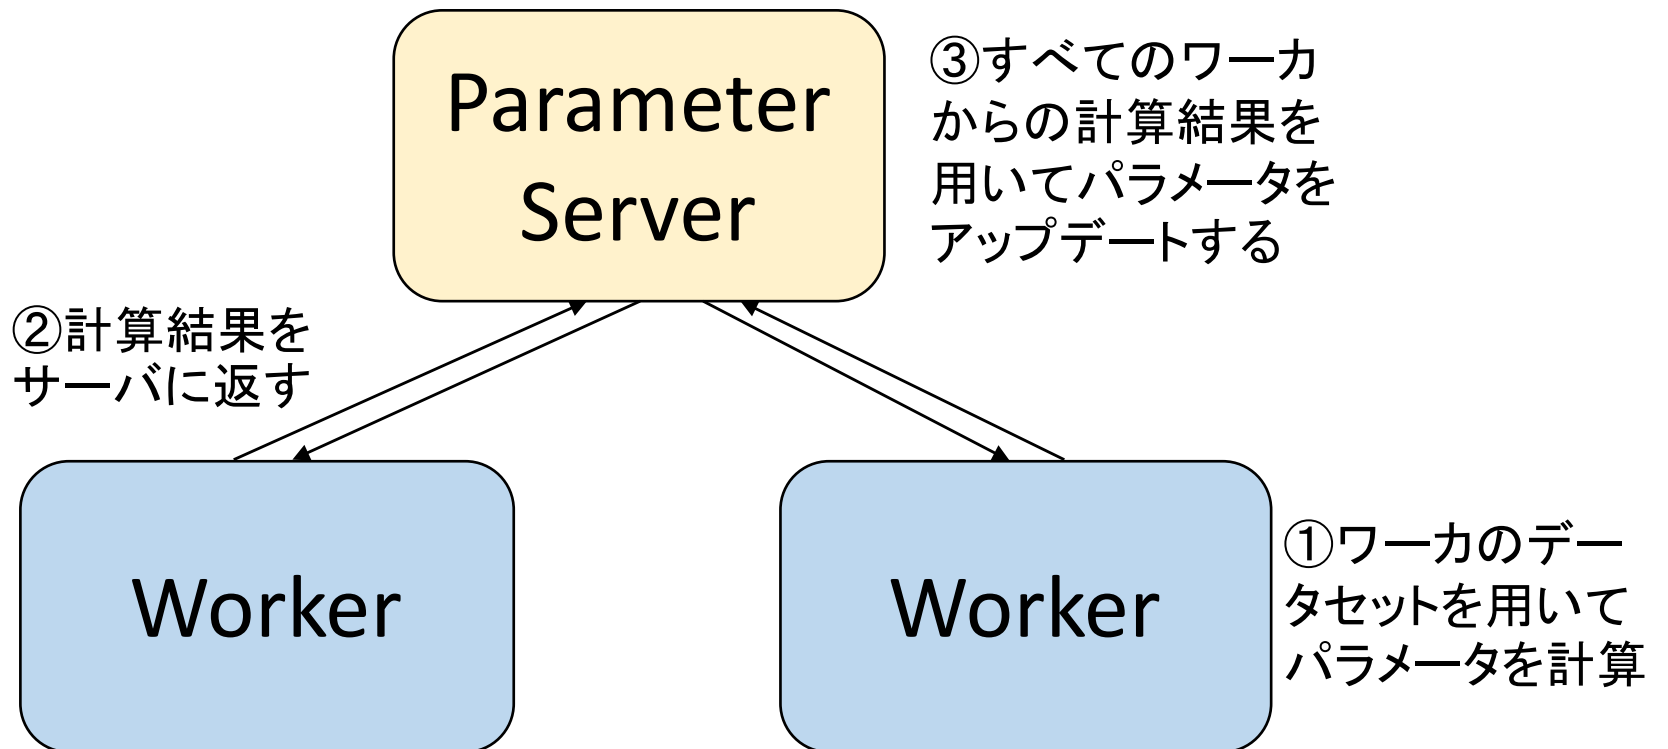 Parameter
Server
③すべてのワーカ
からの計算結果を
用いてパラメータを
アップデートする
②計算結果を
サーバに返す
Worker
Worker
①ワーカのデー
タセットを用いて
パラメータを計算